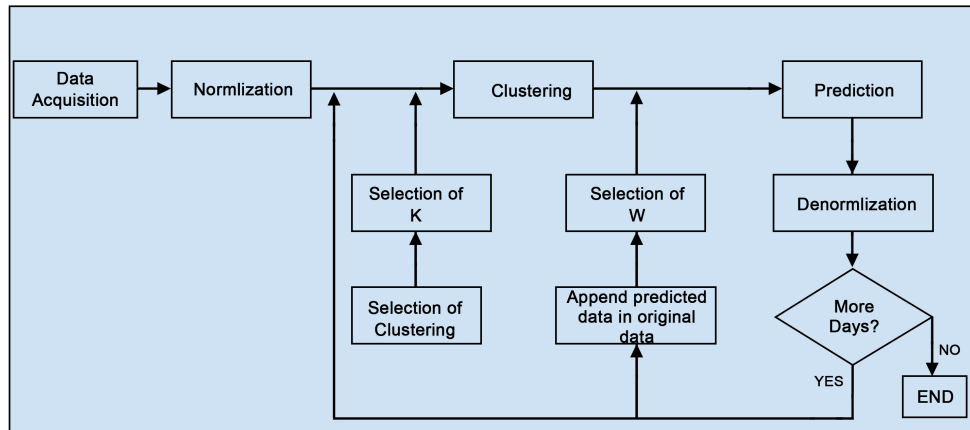 Data
Acquisition
Normlization
Clustering
Prediction
Selection of
K
Selection of
W
Denormlization
Selection of
Clustering
Append predicted
data in original
data
More
Days?
YES
NO
END